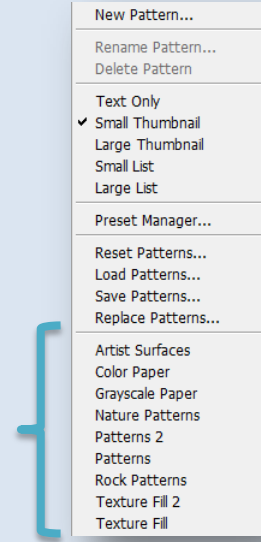 New Pattern...
Rename Pattern...
Delete Pattern
Text Only
Small Thumbnail
Large Thumbnail
Small List
Large List
Preset Manager...
Reset Patterns...
Load Patterns...
Save Patterns...
Replace Patterns...
Artist Surfaces
Color Paper
Grayscale Paper
Nature Patterns
Patterns 2
Patterns
Rock Patterns
Texture Fill 2
Texture Fill